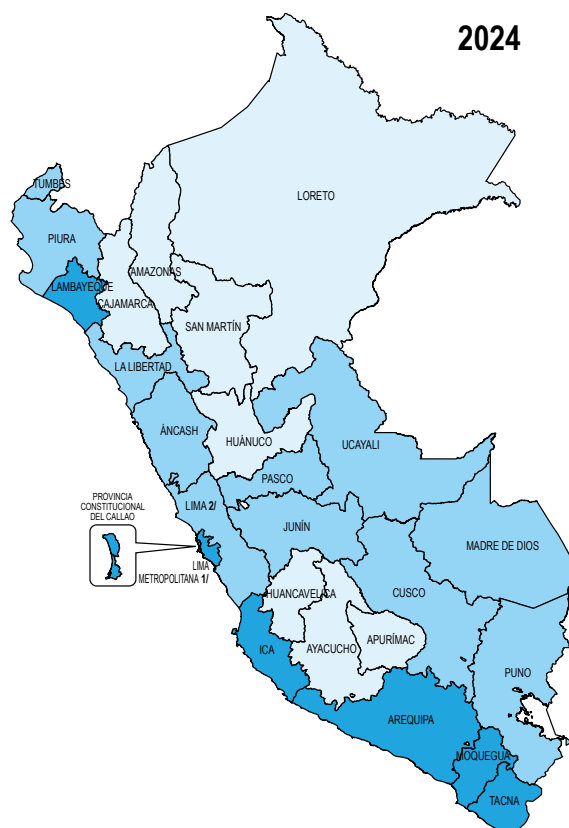 2024
LORETO
TUMBES
PIURA
AMAZONAS
LAMBAYEQUE
CAJAMARCA
SAN MARTÍN
LA LIBERTAD
ÁNCASH
HUÁNUCO
UCAYALI
PASCO
PROVINCIA
CONSTITUCIONAL
DEL CALLAO
LIMA 2/
JUNÍN
MADRE DE DIOS
LIMA
METROPOLITANA 1/
HUANCAVELICA
CUSCO
APURÍMAC
AYACUCHO
ICA
PUNO
AREQUIPA
MOQUEGUA
TACNA